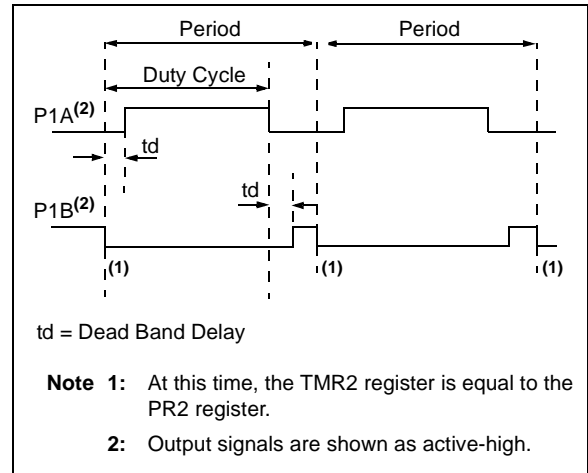 Period Period
Duty Cycle
P1A(2)
td
td
P1B(2)
(1) (1) (1)
td = Dead Band Delay
Note 1: At this time, the TMR2 register is equal to the
PR2 register.
2: Output signals are shown as active-high.